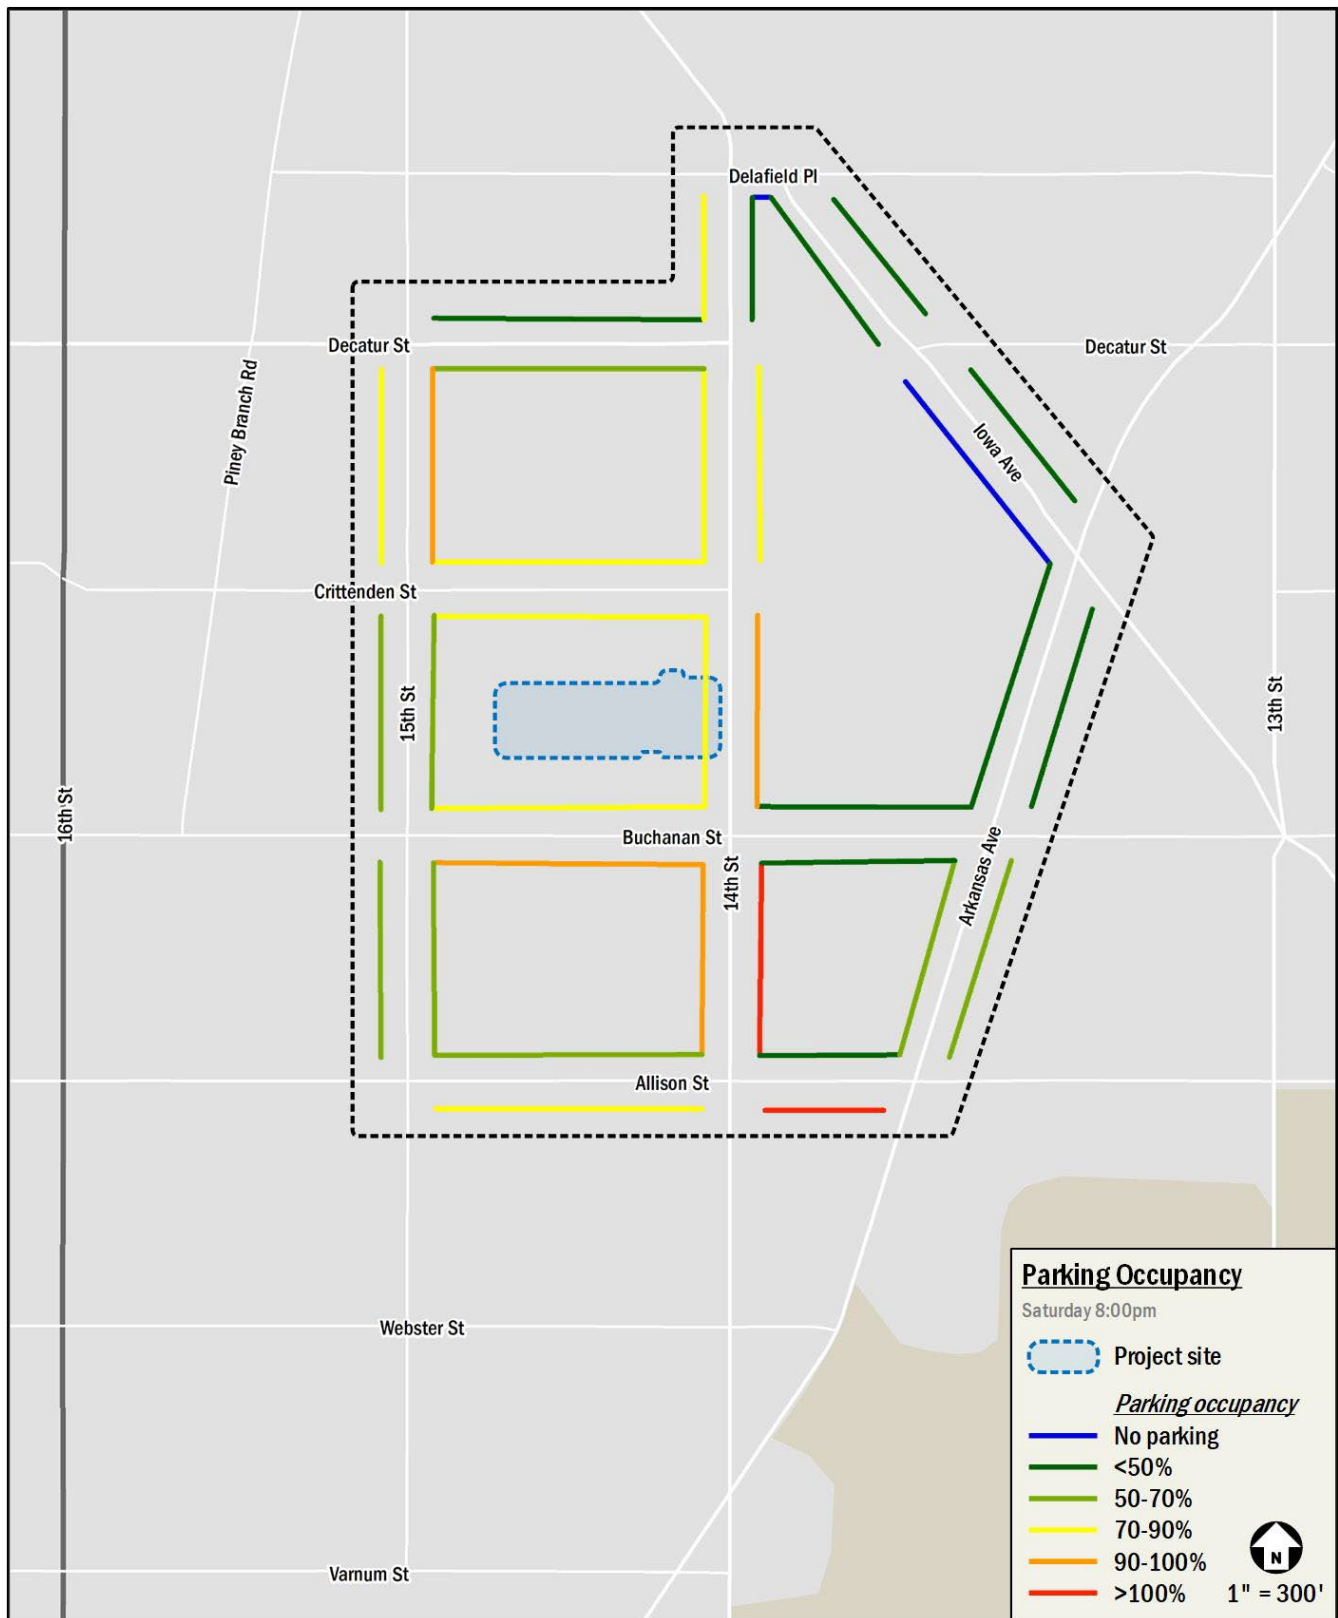 Delafield Pl
Decatur St
Decatur St
Piney Branch Rd
Iowa Ave
Crittenden St
15th St
13th St
16th St
Buchanan St
14th St
Arkansas Ave
Allison St
Webster St
Varnum St
Parking Occupancy
Saturday 8:00pm
Project site
Parking occupancy
No parking
<50%
50-70%
70-90%
90-100%
>100%
N
1" = 300'